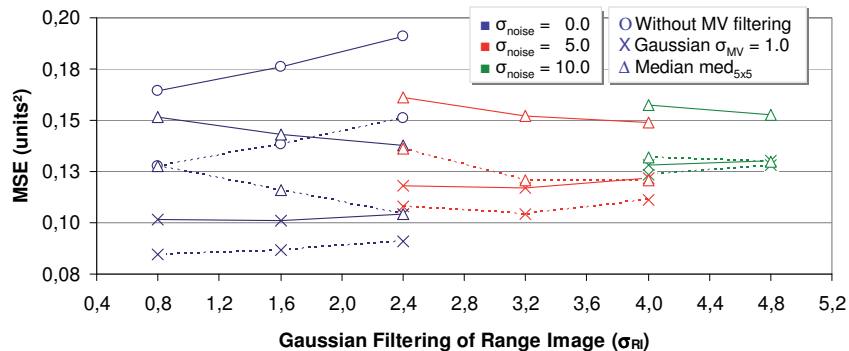 0,20
0,18
0,15
0,13
0,10
0,08
MSE (units²)
σnoise = 0.0
σnoise = 5.0
σnoise = 10.0
Without MV filtering
Gaussian σMV = 1.0
Median med5x5
0,4 0,8 1,2 1,6 2,0 2,4 2,8 3,2 3,6 4,0 4,4 4,8 5,2
Gaussian Filtering of Range Image (σRI)